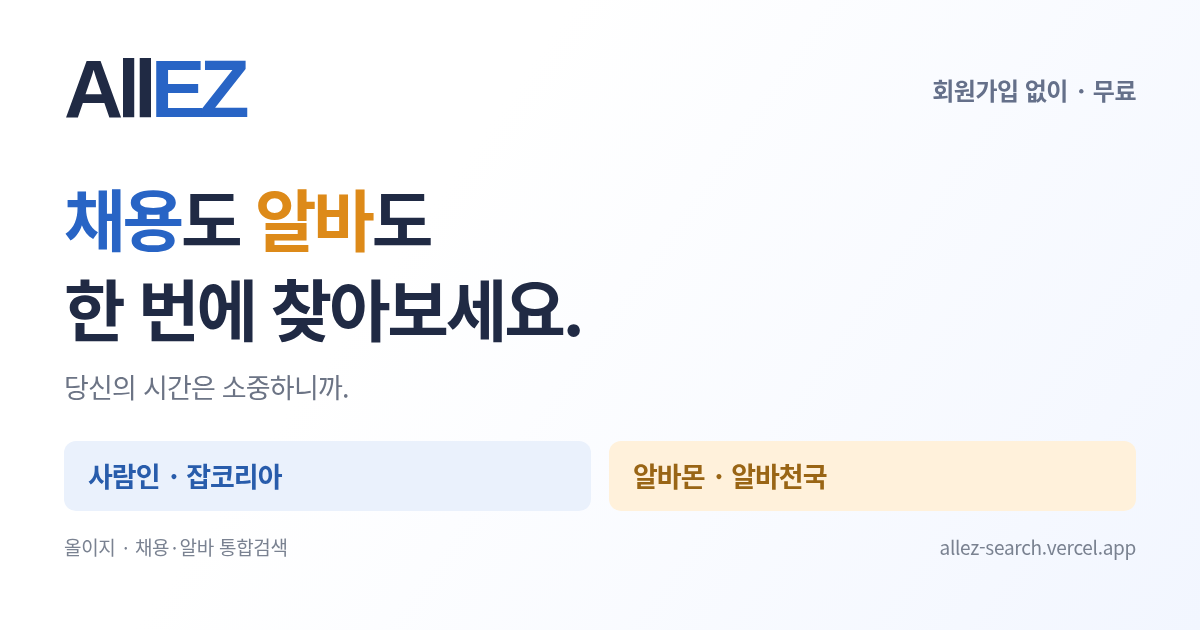 AllEZ
회원가입 없이 · 무료
채용도 알바도
한 번에 찾아보세요.
당신의 시간은 소중하니까.
사람인 · 잡코리아
알바몬 · 알바천국
올이지 · 채용·알바 통합검색
allez-search.vercel.app